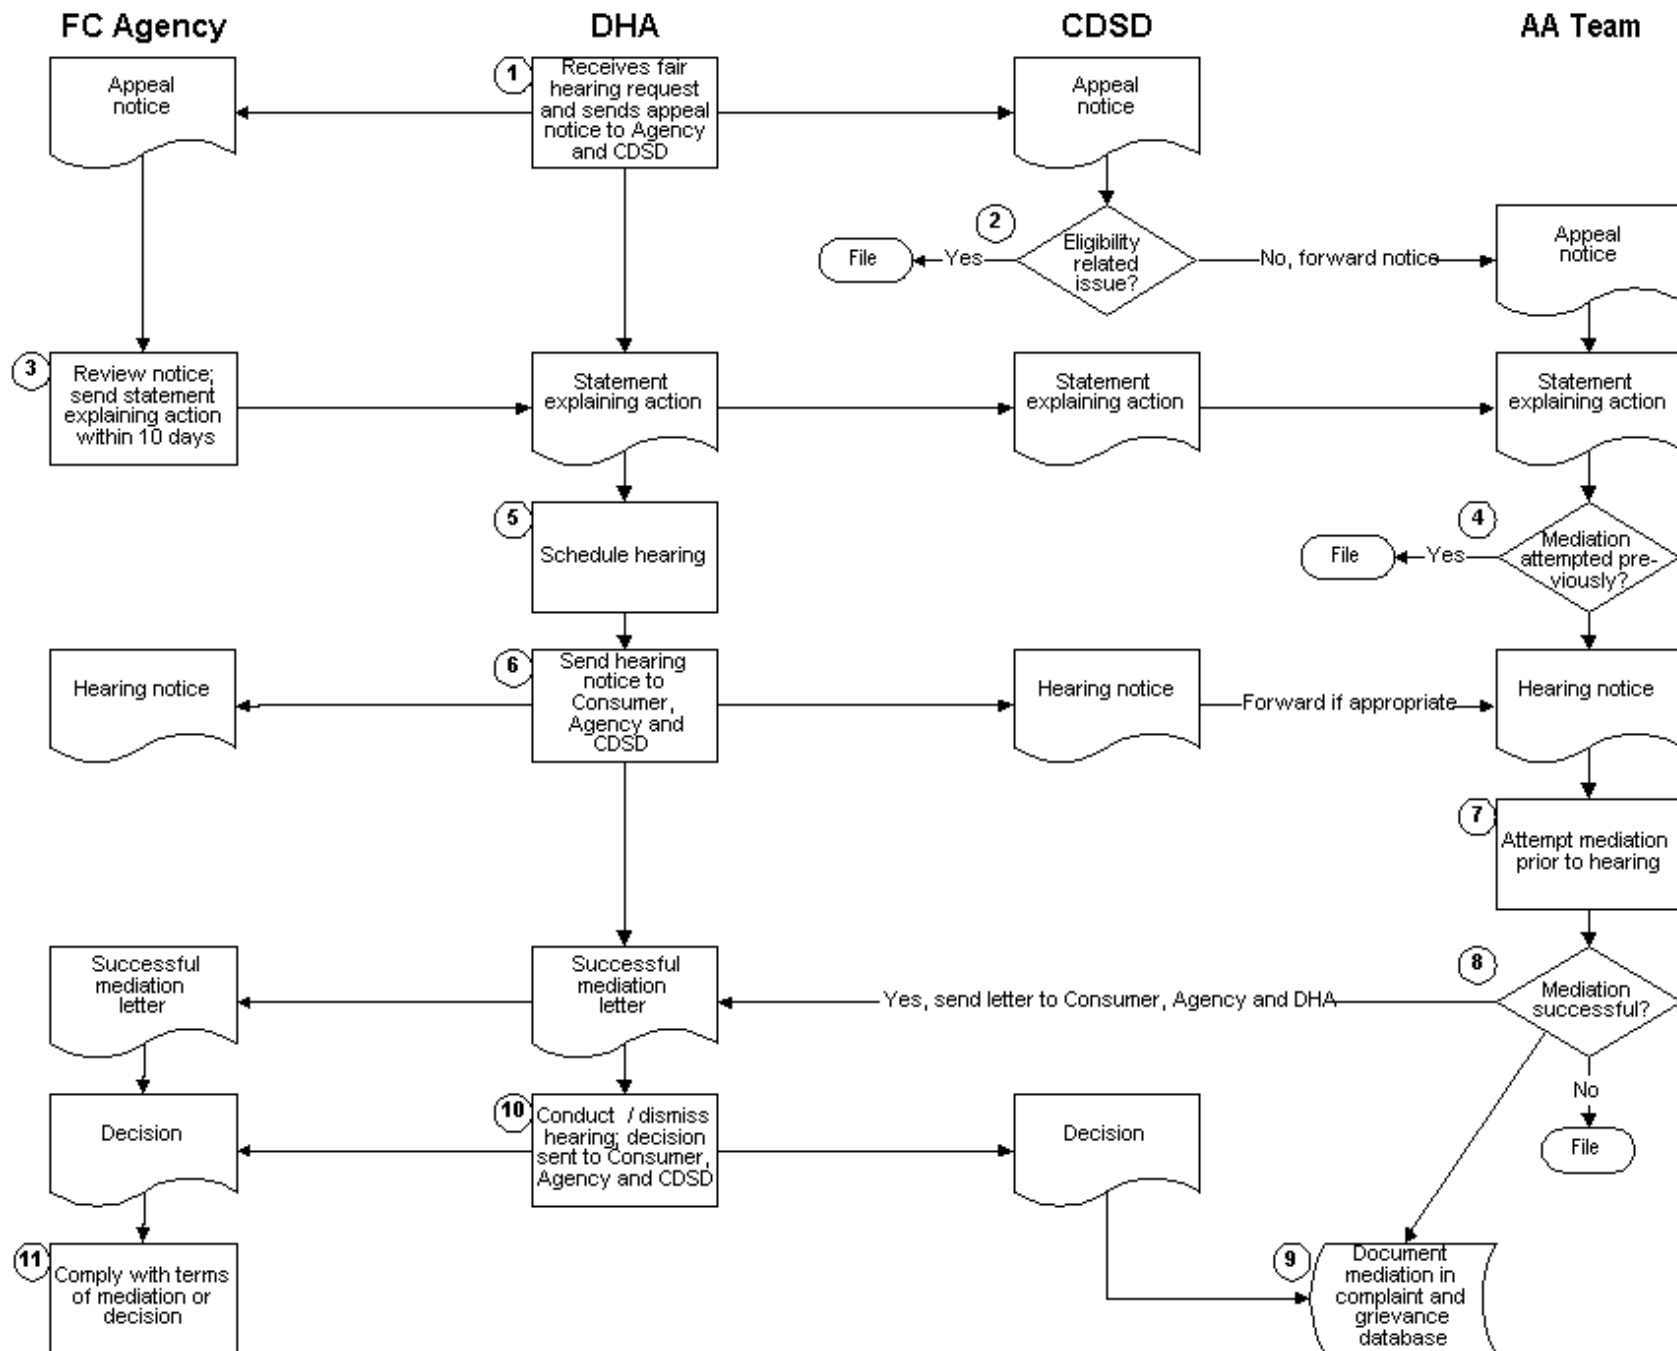 FC Agency
DHA
CDSD
AA Team
Appeal
notice
1
Receives fair
hearing request
and sends appeal
notice to Agency
and CDSD
Appeal
notice
2
Eligibility
related
issue?
Yes
File
No, forward notice
Appeal
notice
3
Review notice;
send statement
explaining action
within 10 days
Statement
explaining action
Statement
explaining action
Statement
explaining action
5
Schedule hearing
4
Mediation
attempted pre-
viously?
Yes
File
Hearing notice
6
Send hearing
notice to
Consumer,
Agency and
CDSD
Hearing notice
Forward if appropriate
Hearing notice
7
Attempt mediation
prior to hearing
Successful
mediation
letter
Successful
mediation
letter
Yes, send letter to Consumer, Agency and DHA
8
Mediation
successful?
No
File
Decision
10
Conduct / dismiss
hearing; decision
sent to Consumer,
Agency and CDSD
Decision
11
Comply with terms
of mediation or
decision
9
Document
mediation in
complaint and
grievance
database